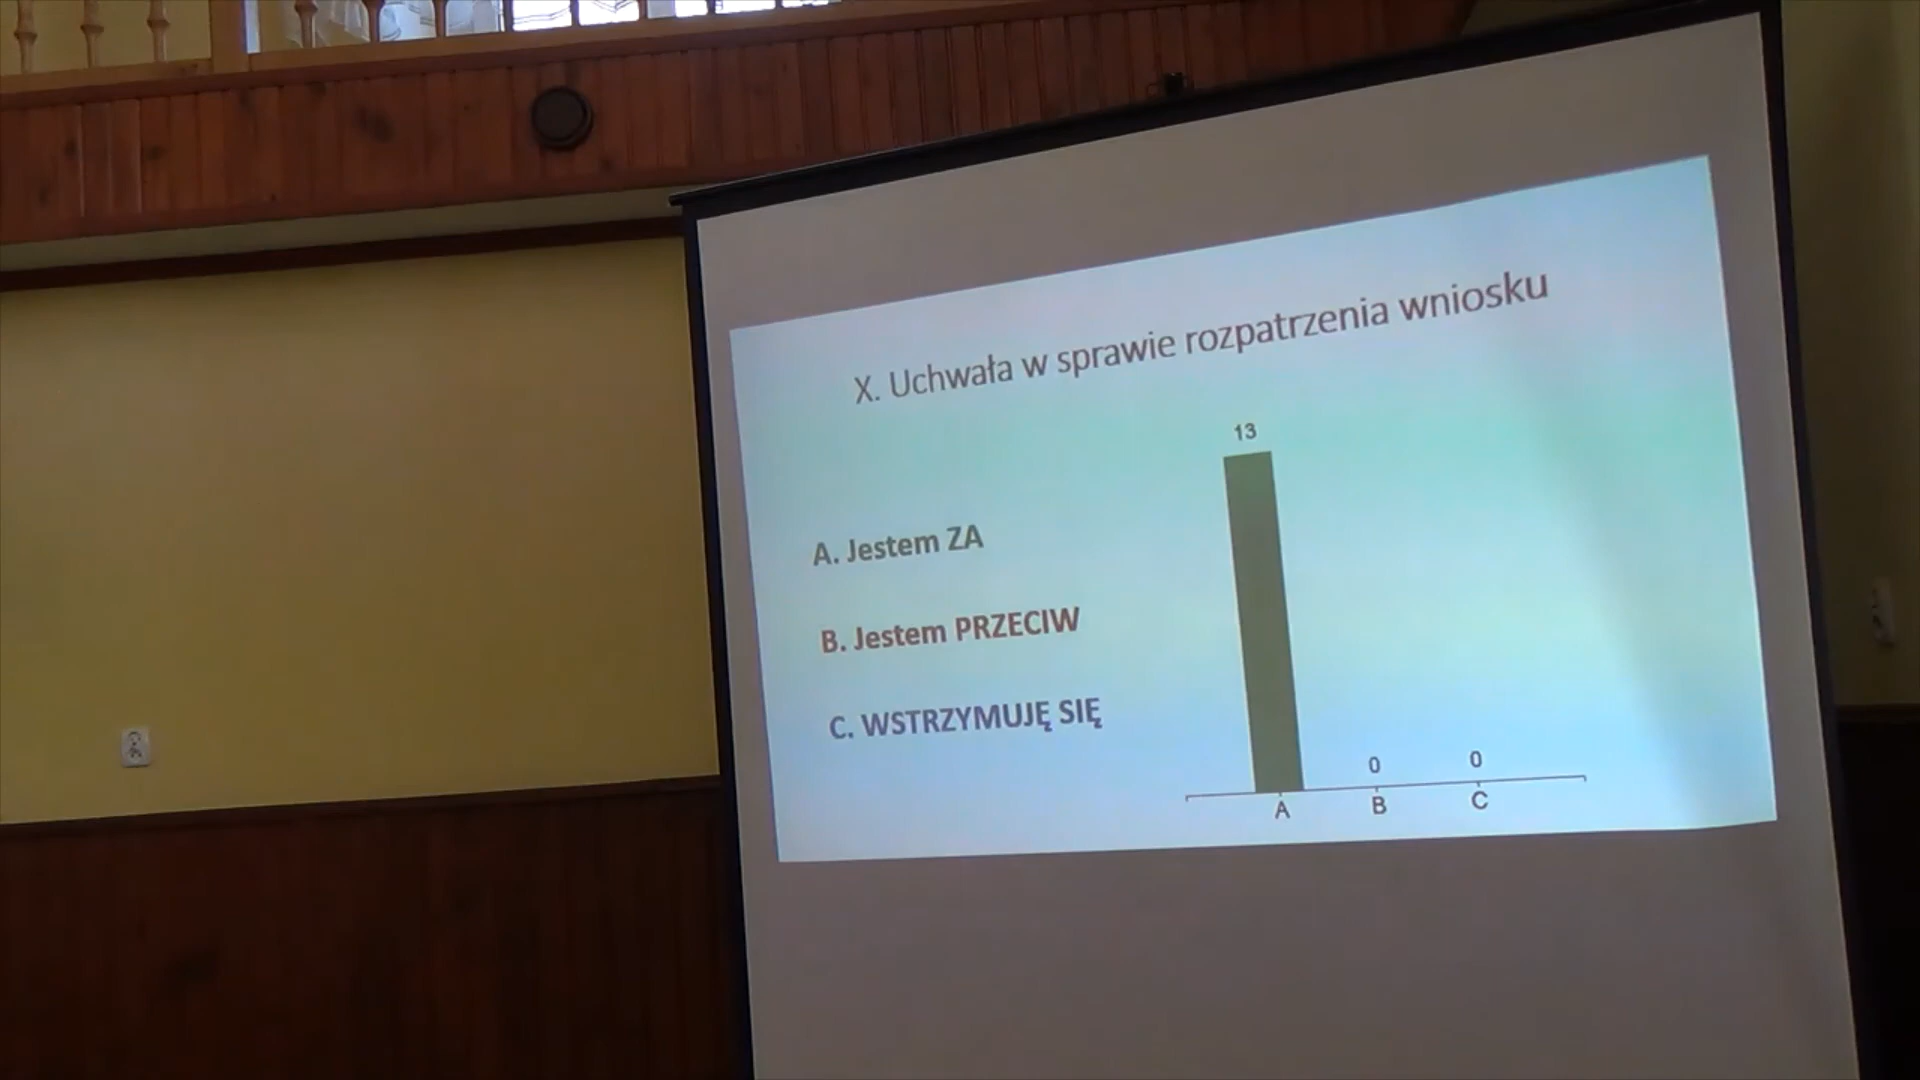 X. Uchwała w sprawie rozpatrzenia wniosku
13
A. Jestem ZA
B. Jestem PRZECIW
C. WSTRZYMUJĘ SIĘ
0 0
A B C